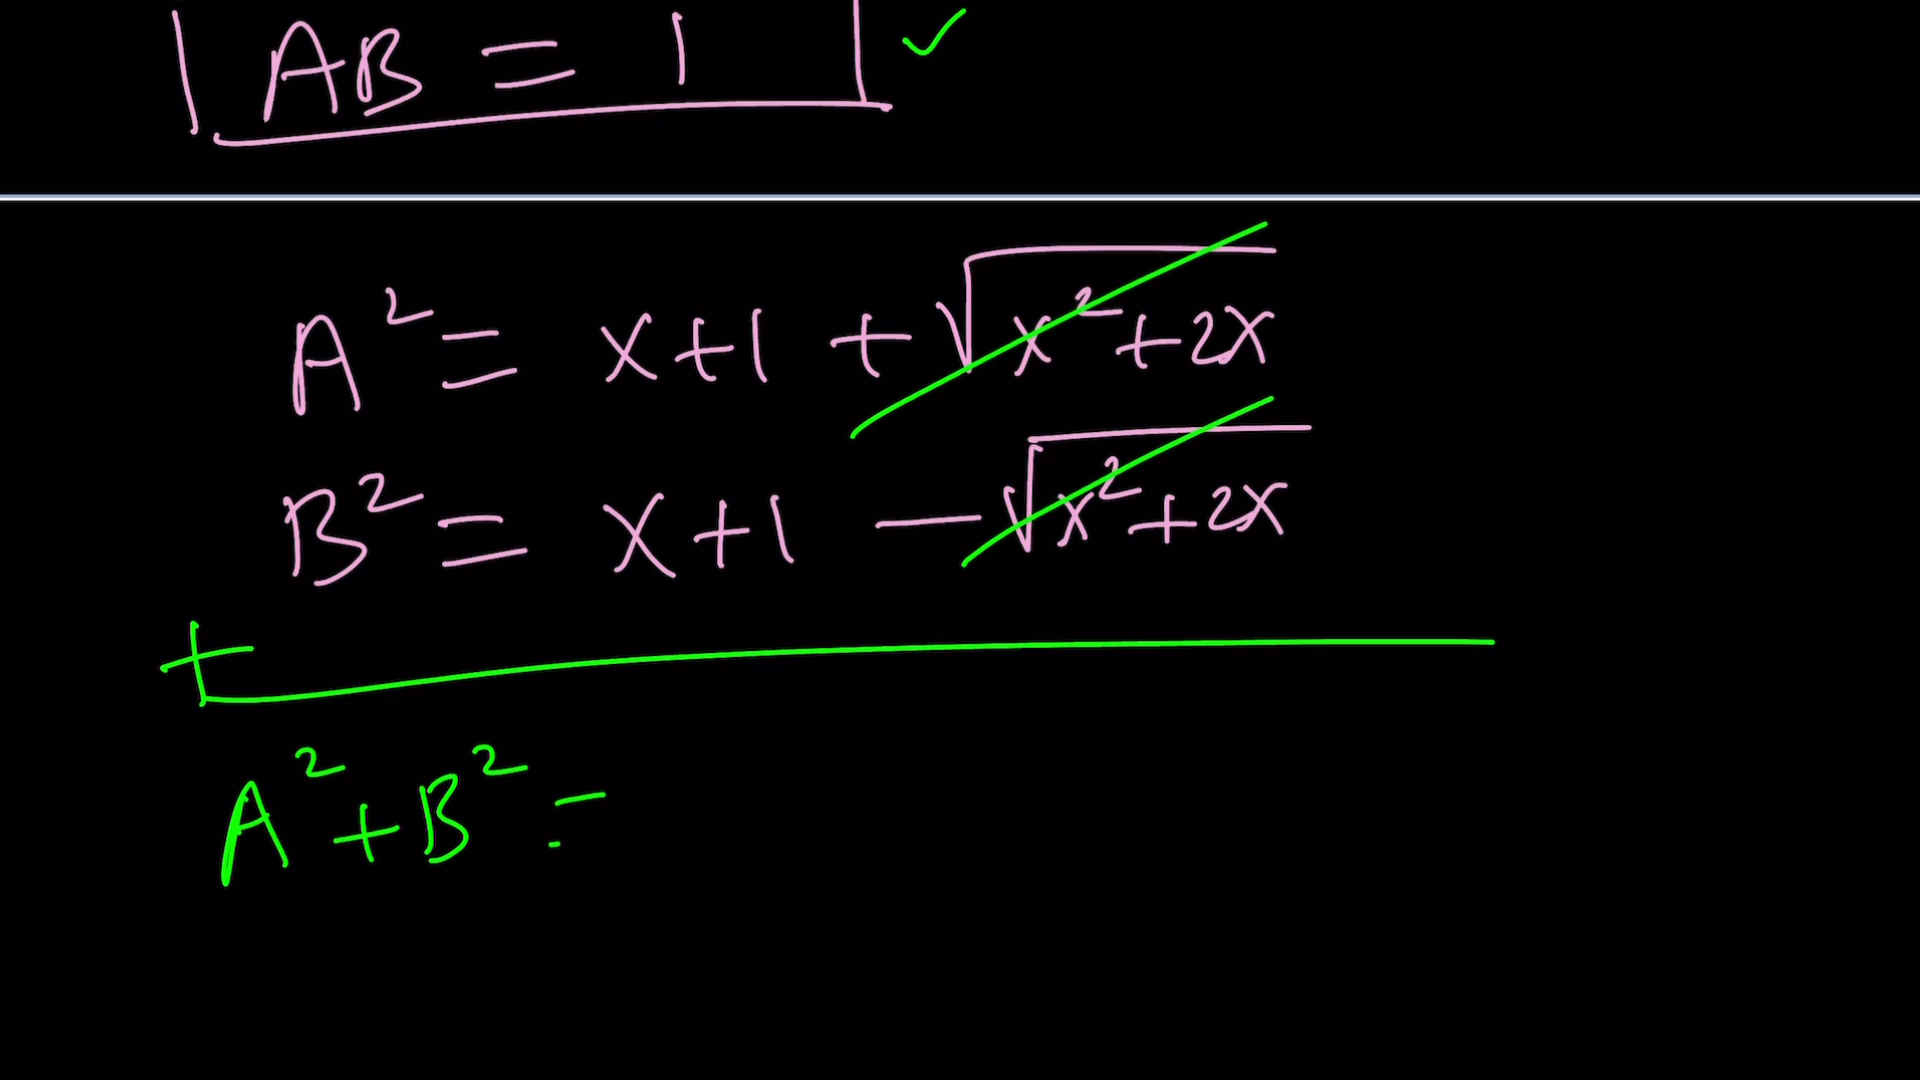 AB = 1 ✓
A² = x+1 + √(x²+2x)
B² = x+1 − √(x²+2x)
+
A² + B² =